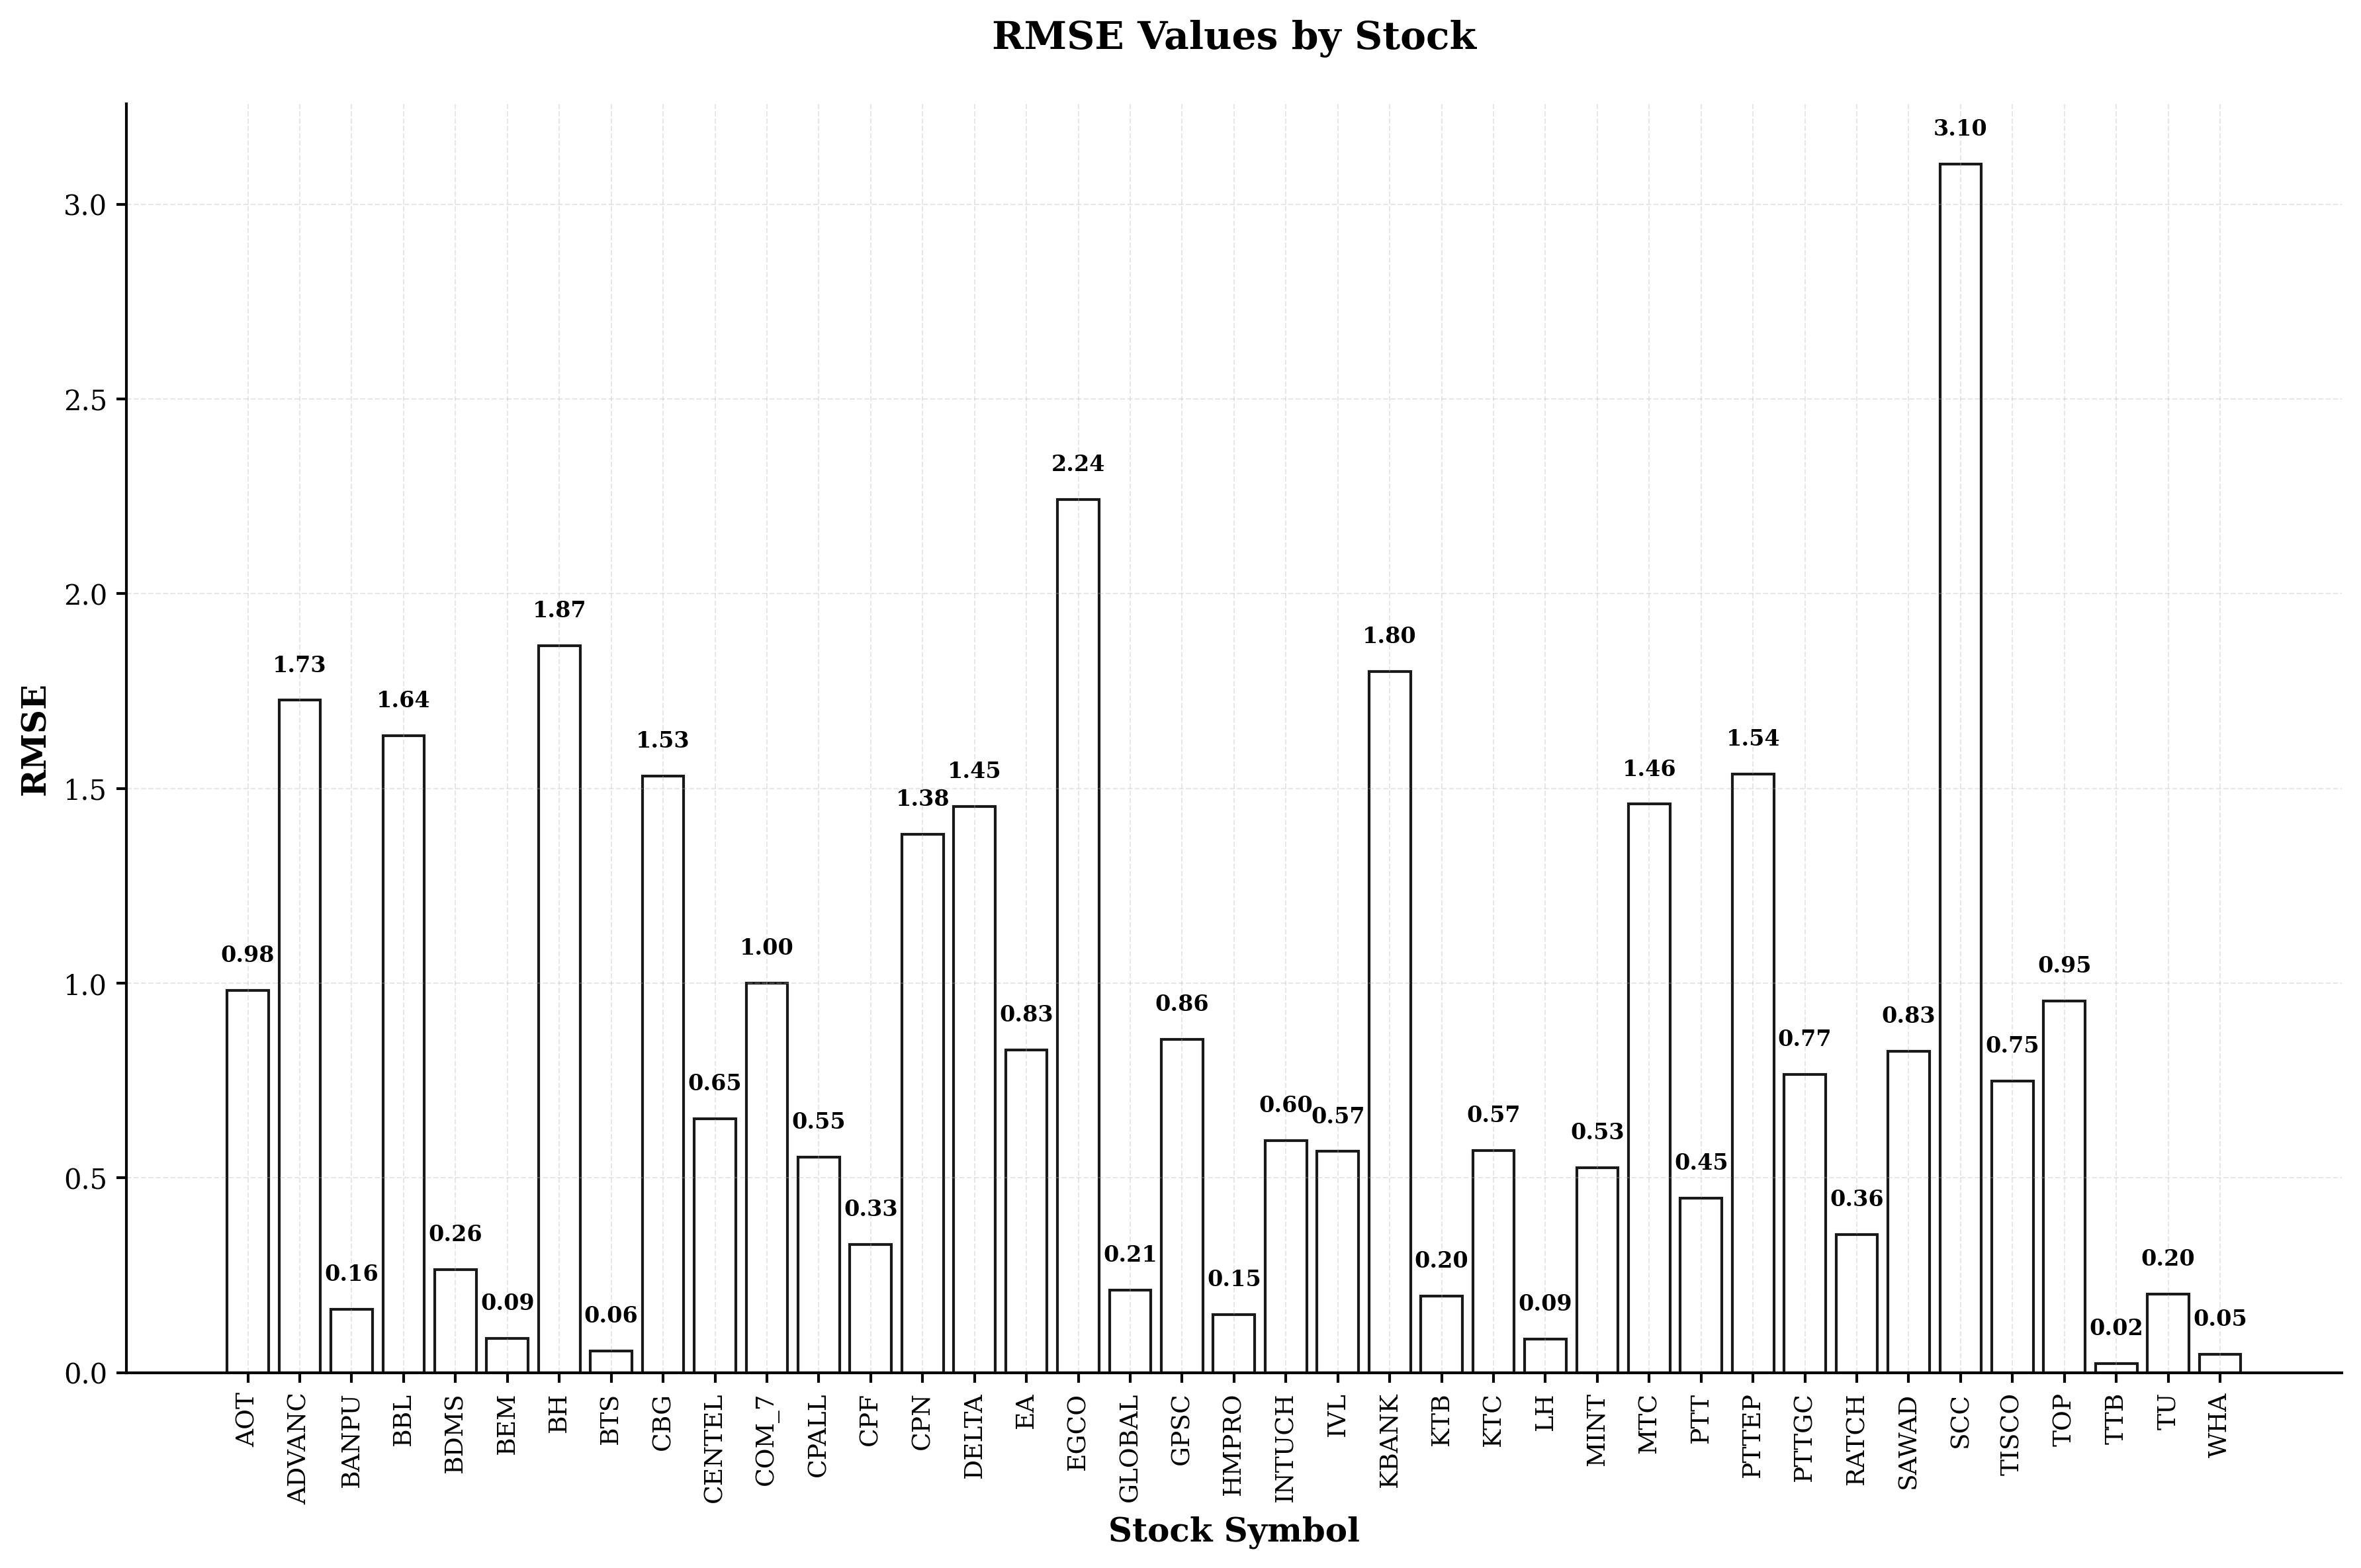 RMSE Values by Stock
RMSE
3.0
2.5
2.0
1.5
1.0
0.5
0.0
0.98
1.73
0.16
1.64
0.26
0.09
1.87
0.06
1.53
0.65
1.00
0.55
0.33
1.38
1.45
0.83
2.24
0.21
0.86
0.15
0.60
0.57
1.80
0.20
0.57
0.09
0.53
1.46
0.45
1.54
0.77
0.36
0.83
3.10
0.75
0.95
0.02
0.20
0.05
AOT
ADVANC
BANPU
BBL
BDMS
BEM
BH
BTS
CBG
CENTEL
COM_7
CPALL
CPF
CPN
DELTA
EA
EGCO
GLOBAL
GPSC
HMPRO
INTUCH
IVL
KBANK
KTB
KTC
LH
MINT
MTC
PTT
PTTEP
PTTGC
RATCH
SAWAD
SCC
TISCO
TOP
TTB
TU
WHA
Stock Symbol